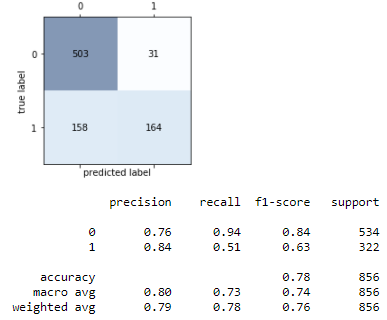 0 1
0 503 31
true label
1 158 164
predicted label
precision recall f1-score support
0 0.76 0.94 0.84 534
1 0.84 0.51 0.63 322
accuracy 0.78 856
macro avg 0.80 0.73 0.74 856
weighted avg 0.79 0.78 0.76 856